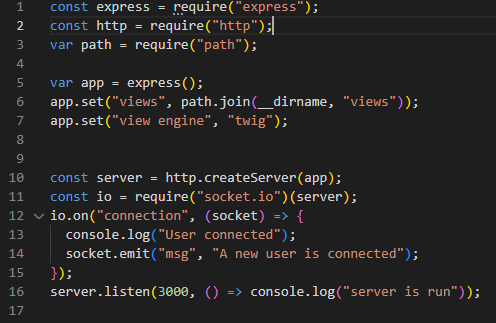 1 const express = require("express");
2 const http = require("http");
3 var path = require("path");
4
5 var app = express();
6 app.set("views", path.join(__dirname, "views"));
7 app.set("view engine", "twig");
8
9
10 const server = http.createServer(app);
11 const io = require("socket.io")(server);
12 io.on("connection", (socket) => {
13   console.log("User connected");
14   socket.emit("msg", "A new user is connected");
15 });
16 server.listen(3000, () => console.log("server is run"));
17